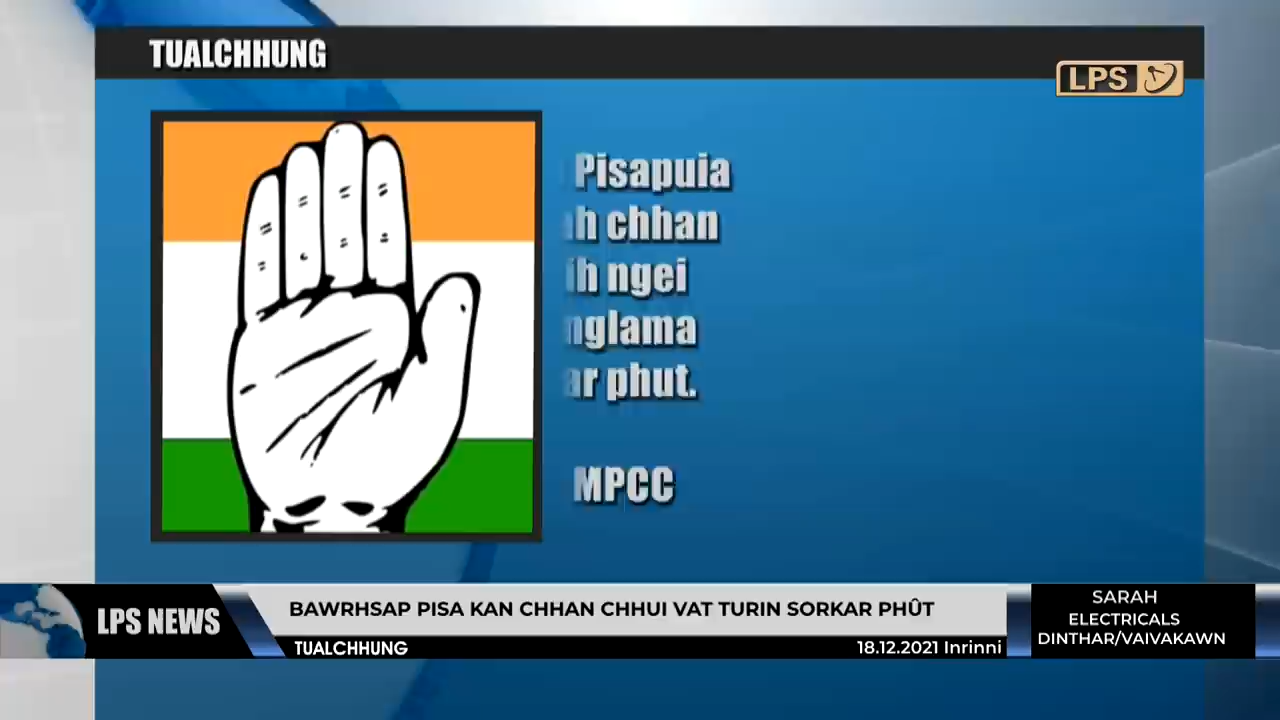 TUALCHHUNG
LPS
Pisapuia
chhan
ngei
phut.
MPCC
LPS NEWS
BAWRHSAP PISA KAN CHHAN CHHUI VAT TURIN SORKAR PHÛT
TUALCHHUNG
18.12.2021 Inrinni
SARAH
ELECTRICALS
DINTHAR/VAIVAKAWN